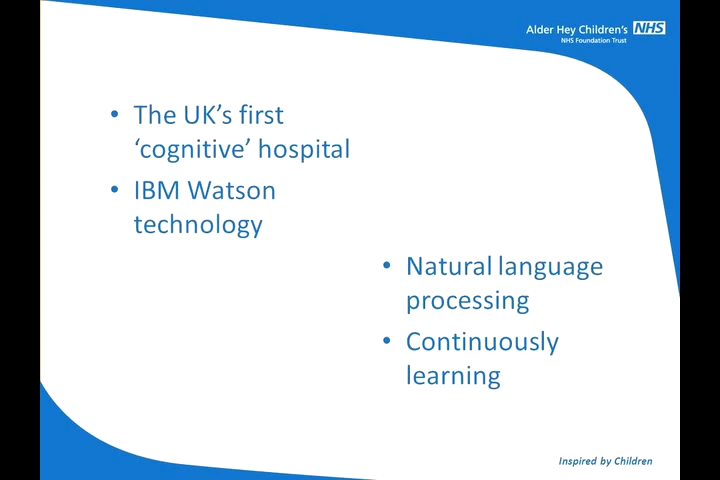 Alder Hey Children's NHS
NHS Foundation Trust
• The UK's first
‘cognitive’ hospital
• IBM Watson
technology
• Natural language
processing
• Continuously
learning
Inspired by Children